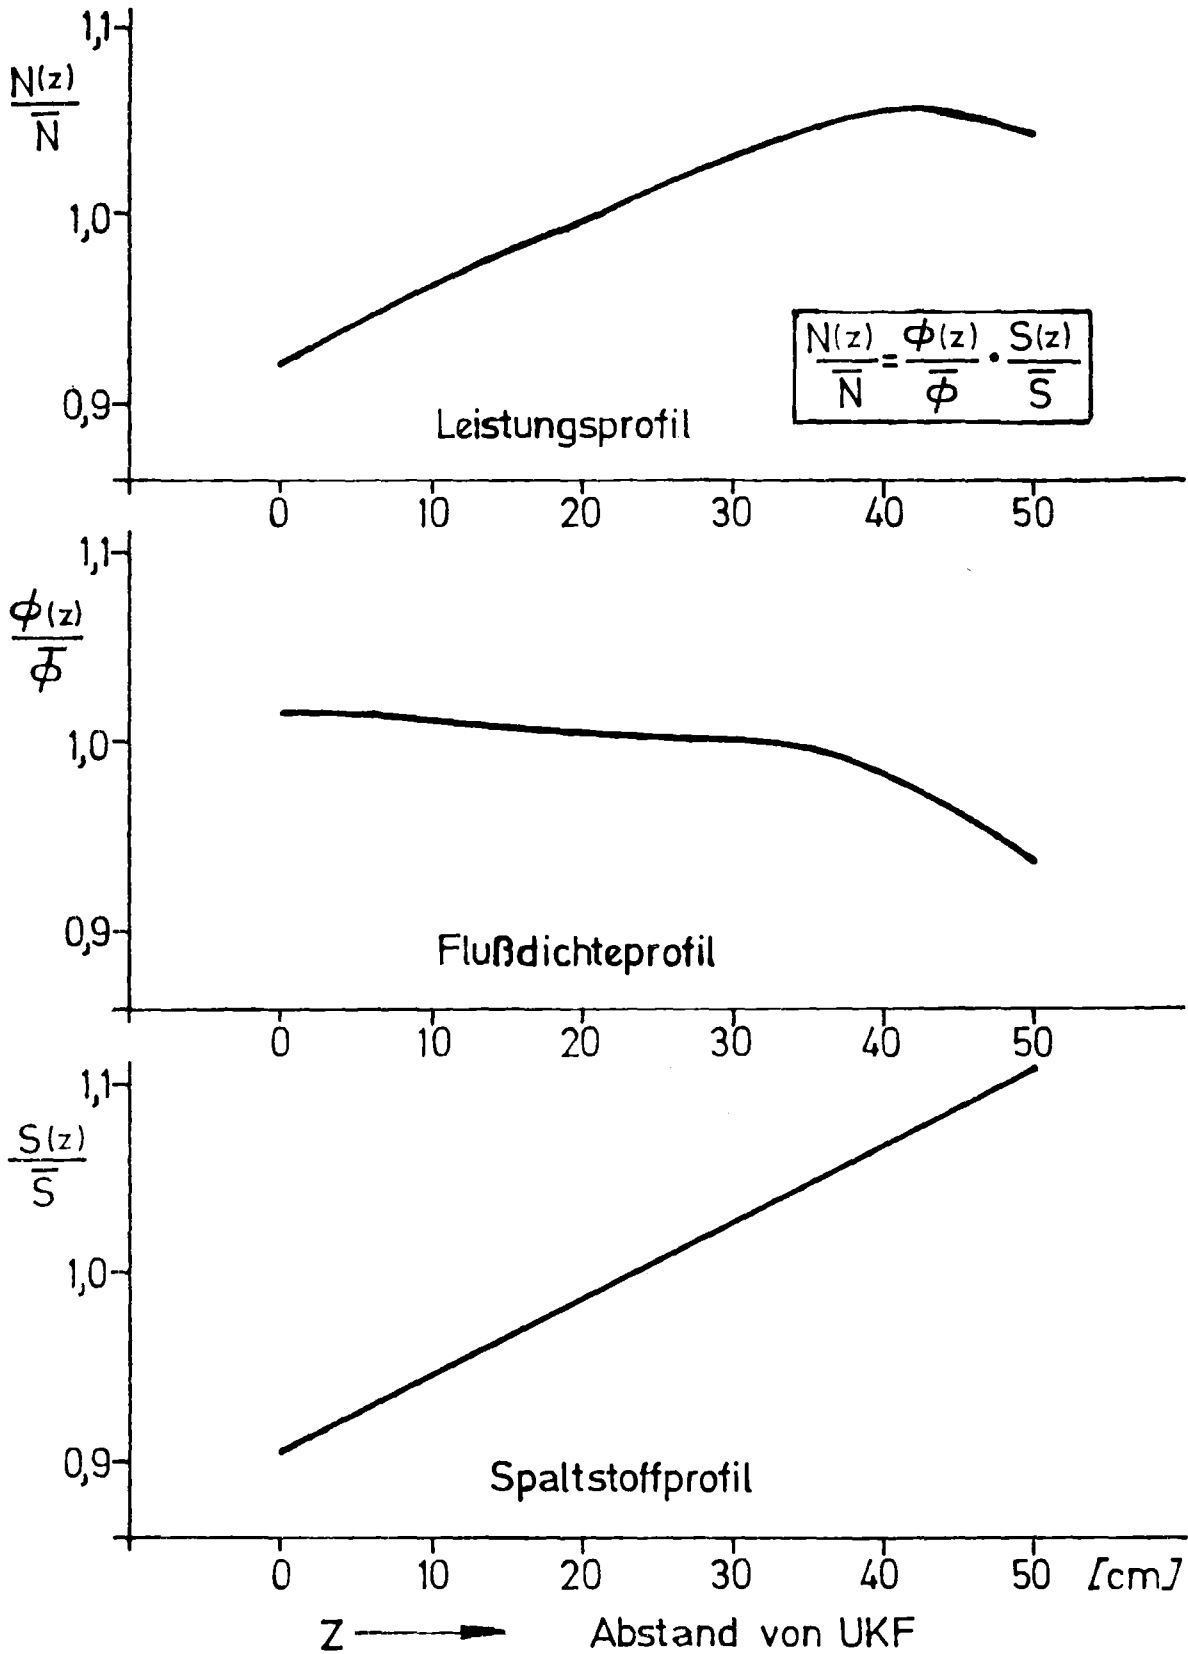 1,1
N(z)
N̅
1,0
N(z)/N̅ = ϕ(z)/ϕ̅ · S(z)/S̅
0,9
Leistungsprofil
0 10 20 30 40 50
1,1
ϕ(z)
ϕ̅
1,0
0,9
Flußdichteprofil
0 10 20 30 40 50
1,1
S(z)
S̅
1,0
0,9
Spaltstoffprofil
0 10 20 30 40 50 [cm]
Z → Abstand von UKF